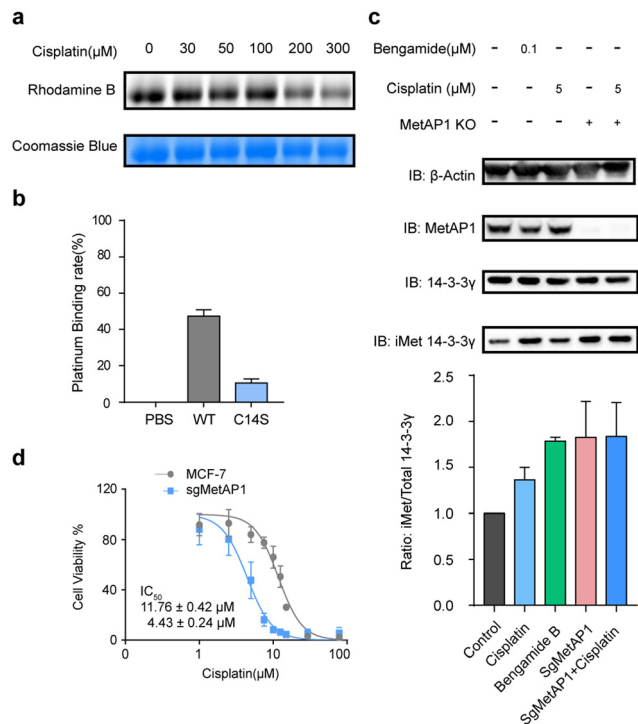 a
Cisplatin(μM) 0 30 50 100 200 300
Rhodamine B
Coomassie Blue
b
Platinum Binding rate(%)
100
80
60
40
20
0
PBS WT C14S
c
Bengamide(μM) - 0.1 - - -
Cisplatin (μM) - - 5 - 5
MetAP1 KO - - - + +
IB: β-Actin
IB: MetAP1
IB: 14-3-3γ
IB: iMet 14-3-3γ
Ratio: iMet/Total 14-3-3γ
2.5
2.0
1.5
1.0
0.5
0.0
Control
Cisplatin
Bengamide B
SgMetAP1
SgMetAP1+Cisplatin
d
MCF-7
sgMetAP1
Cell Viability %
120
80
40
0
IC50
11.76 ± 0.42 μM
4.43 ± 0.24 μM
1 10 100
Cisplatin(μM)